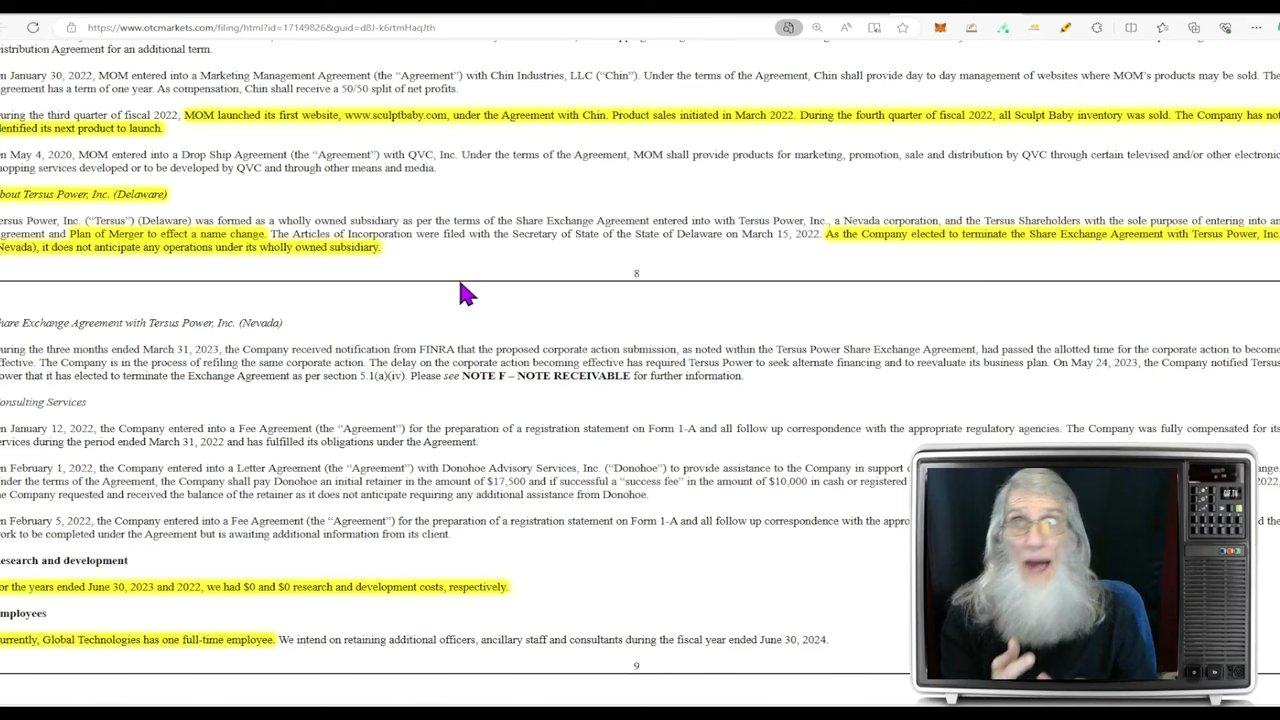 https://www.otcmarkets.com/filing/html?id=17149826&guid=d8J-k6rtmHaqJth
istribution Agreement for an additional term.
n January 30, 2022, MOM entered into a Marketing Management Agreement (the “Agreement”) with Chin Industries, LLC (“Chin”). Under the terms of the Agreement, Chin shall provide day to day management of websites where MOM’s products may be sold. The
greement has a term of one year. As compensation, Chin shall receive a 50/50 split of net profits.
uring the third quarter of fiscal 2022, MOM launched its first website, www.sculptbaby.com, under the Agreement with Chin. Product sales initiated in March 2022. During the fourth quarter of fiscal 2022, all Sculpt Baby inventory was sold. The Company has not
dentified its next product to launch.
n May 4, 2020, MOM entered into a Drop Ship Agreement (the “Agreement”) with QVC, Inc. Under the terms of the Agreement, MOM shall provide products for marketing, promotion, sale and distribution by QVC through certain televised and/or other electronic
hopping services developed or to be developed by QVC and through other means and media.
bout Tersus Power, Inc. (Delaware)
ersus Power, Inc. (“Tersus”) (Delaware) was formed as a wholly owned subsidiary as per the terms of the Share Exchange Agreement entered into with Tersus Power, Inc., a Nevada corporation, and the Tersus Shareholders with the sole purpose of entering into an
greement and Plan of Merger to effect a name change. The Articles of Incorporation were filed with the Secretary of State of the State of Delaware on March 15, 2022. As the Company elected to terminate the Share Exchange Agreement with Tersus Power, Inc.
Nevada), it does not anticipate any operations under its wholly owned subsidiary.
8
hare Exchange Agreement with Tersus Power, Inc. (Nevada)
uring the three months ended March 31, 2023, the Company received notification from FINRA that the proposed corporate action submission, as noted within the Tersus Power Share Exchange Agreement, had passed the allotted time for the corporate action to become
ffective. The Company is in the process of refiling the same corporate action. The delay on the corporate action becoming effective has required Tersus Power to seek alternate financing and to reevaluate its business plan. On May 24, 2023, the Company notified Tersus
ower that it has elected to terminate the Exchange Agreement as per section 5.1(a)(iv). Please see NOTE F – NOTE RECEIVABLE for further information.
onsulting Services
n January 12, 2022, the Company entered into a Fee Agreement (the “Agreement”) for the preparation of a registration statement on Form 1-A and all follow up correspondence with the appropriate regulatory agencies. The Company was fully compensated for its
ervices during the period ended March 31, 2022 and has fulfilled its obligations under the Agreement.
n February 1, 2022, the Company entered into a Letter Agreement (the “Agreement”) with Donohoe Advisory Services, Inc. (“Donohoe”) to provide assistance to the Company in support o
nder the terms of the Agreement, the Company shall pay Donohoe an initial retainer in the amount of $17,500 and if successful a “success fee” in the amount of $10,000 in cash or registered 2022,
he Company requested and received the balance of the retainer as it does not anticipate requiring any additional assistance from Donohoe.
n February 5, 2022, the Company entered into a Fee Agreement (the “Agreement”) for the preparation of a registration statement on Form 1-A and all follow up correspondence with the appro d the
ork to be completed under the Agreement but is awaiting additional information from its client.
esearch and development
or the years ended June 30, 2023 and 2022, we had $0 and $0 research and development costs, respectively.
mployees
urrently, Global Technologies has one full-time employee. We intend on retaining additional officers, ancillary staff and consultants during the fiscal year ended June 30, 2024.
9
GIF TV